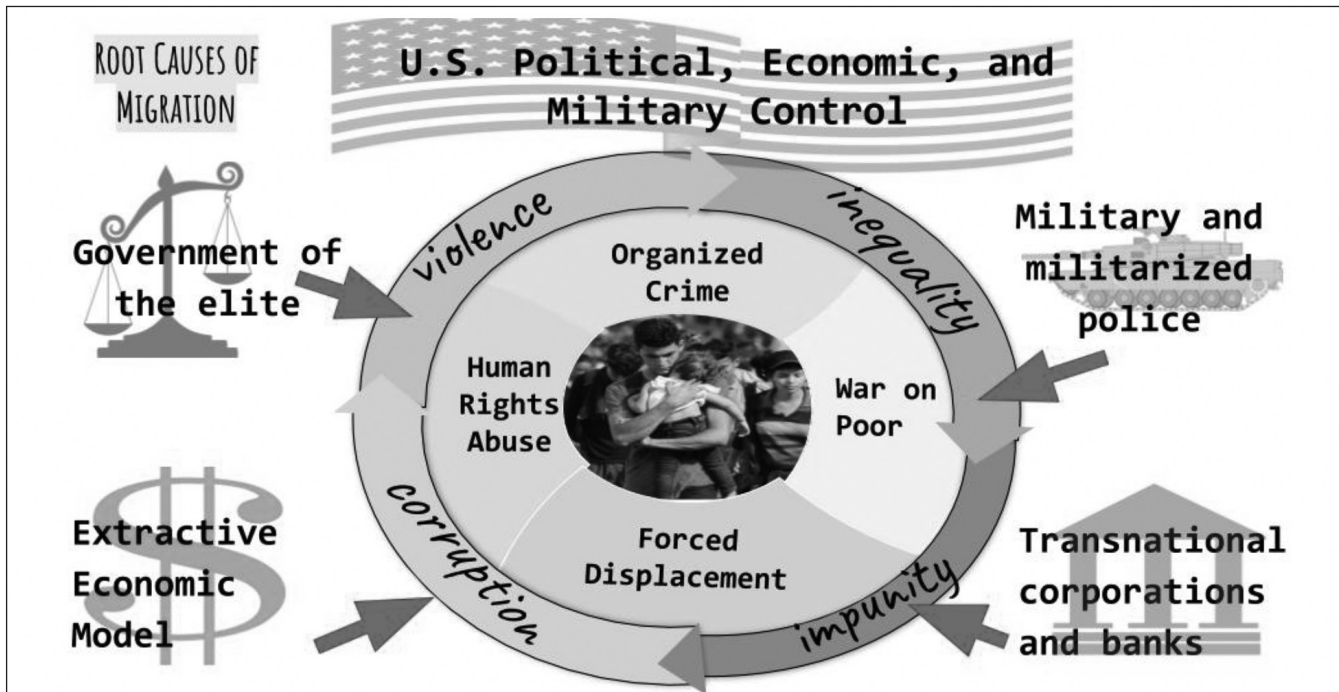 ROOT CAUSES OF
MIGRATION
U.S. Political, Economic, and
Military Control
Government of
the elite
violence
inequality
Military and
militarized
police
Organized
Crime
Human
Rights
Abuse
War on
Poor
Forced
Displacement
corruption
impunity
Extractive
Economic
Model
Transnational
corporations
and banks